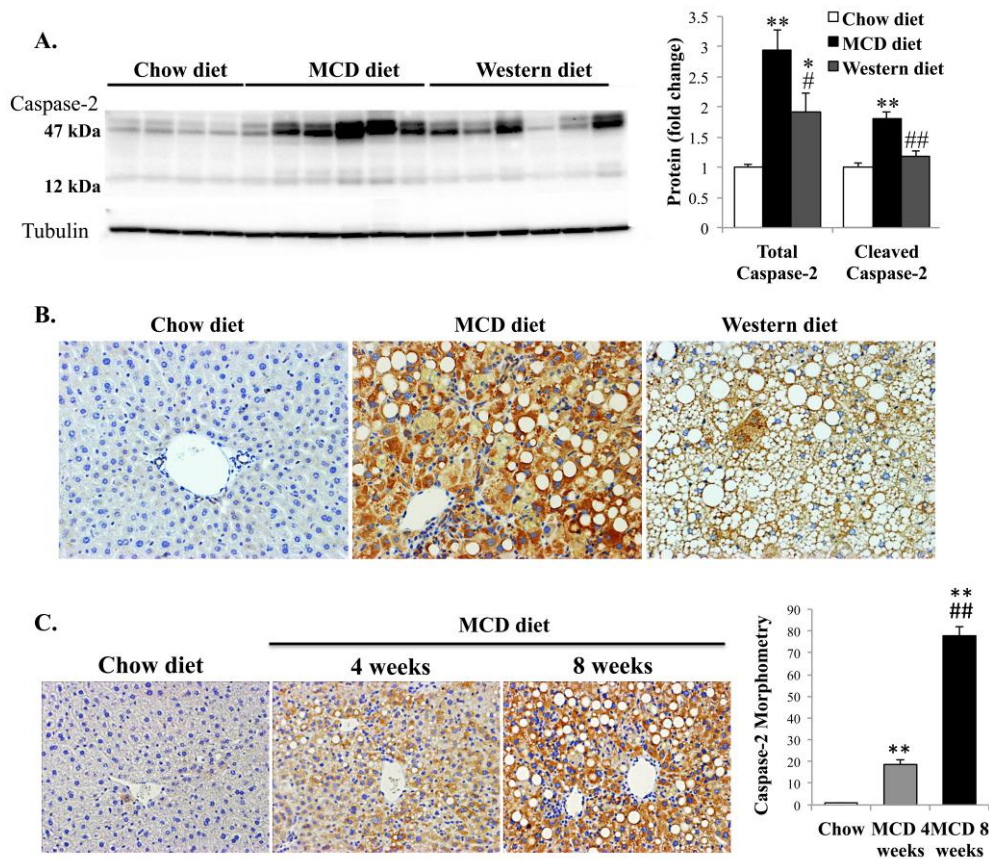 A.
Chow diet MCD diet Western diet
Caspase-2
47 kDa
12 kDa
Tubulin
Chow diet
MCD diet
Western diet
Protein (fold change)
3.5
3
2.5
2
1.5
1
0.5
0
**
*
#
**
##
Total Caspase-2
Cleaved Caspase-2
B.
Chow diet MCD diet Western diet
C.
MCD diet
Chow diet 4 weeks 8 weeks
Caspase-2 Morphometry
90
80
70
60
50
40
30
20
10
0
**
**
##
Chow MCD 4 MCD 8
weeks weeks